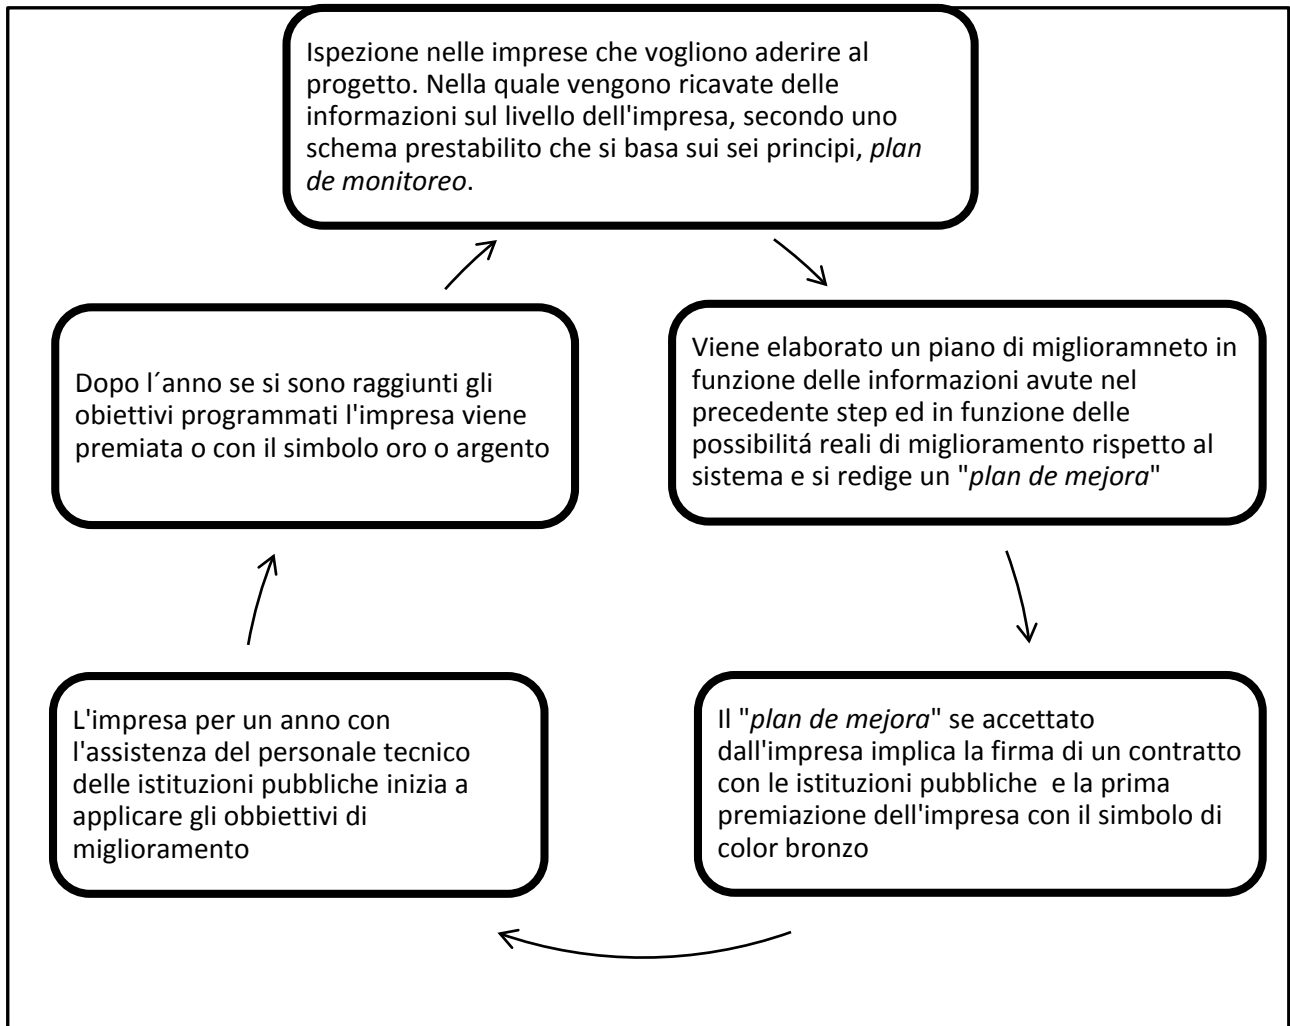 Ispezione nelle imprese che vogliono aderire al
progetto. Nella quale vengono ricavate delle
informazioni sul livello dell'impresa, secondo uno
schema prestabilito che si basa sui sei principi, plan
de monitoreo.
Viene elaborato un piano di miglioramneto in
funzione delle informazioni avute nel
precedente step ed in funzione delle
possibilitá reali di miglioramento rispetto al
sistema e si redige un "plan de mejora"
Il "plan de mejora" se accettato
dall'impresa implica la firma di un contratto
con le istituzioni pubbliche  e la prima
premiazione dell'impresa con il simbolo di
color bronzo
L'impresa per un anno con
l'assistenza del personale tecnico
delle istituzioni pubbliche inizia a
applicare gli obbiettivi di
miglioramento
Dopo l´anno se si sono raggiunti gli
obiettivi programmati l'impresa viene
premiata o con il simbolo oro o argento